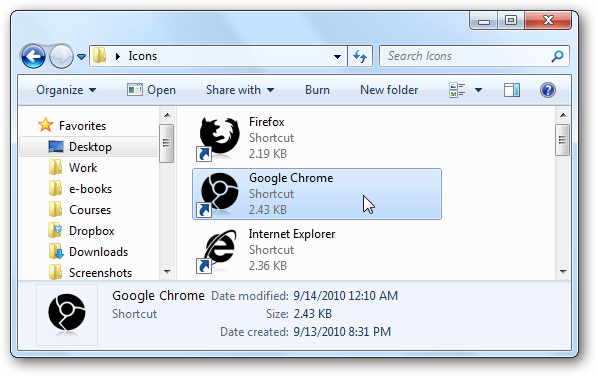 Icons
Search Icons
Organize Open Share with Burn New folder
Favorites
Desktop
Work
e-books
Courses
Dropbox
Downloads
Screenshots
Firefox
Shortcut
2.19 KB
Google Chrome
Shortcut
2.43 KB
Internet Explorer
Shortcut
2.36 KB
Google Chrome Date modified: 9/14/2010 12:10 AM
Shortcut Size: 2.43 KB
Date created: 9/13/2010 8:31 PM